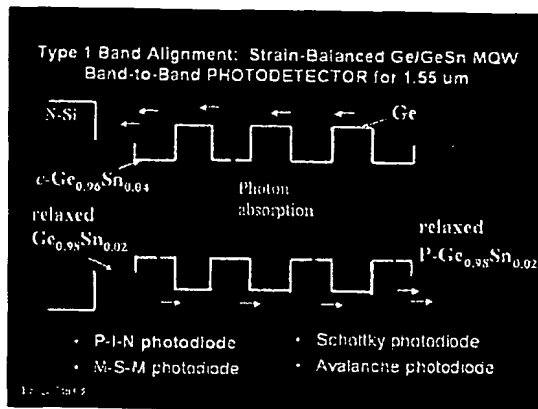 Type 1 Band Alignment: Strain-Balanced Ge/GeSn MQW
Band-to-Band PHOTODETECTOR for 1.55 um
N-Si
Ge
c-Ge0.96Sn0.04
Photon
absorption
relaxed
Ge0.98Sn0.02
relaxed
P-Ge0.98Sn0.02
• P-I-N photodiode
• Schottky photodiode
• M-S-M photodiode
• Avalanche photodiode